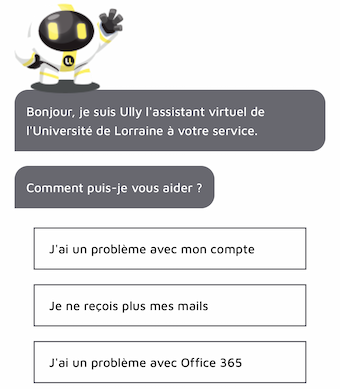 Bonjour, je suis Ully l'assistant virtuel de
l'Université de Lorraine à votre service.
Comment puis-je vous aider ?
J'ai un problème avec mon compte
Je ne reçois plus mes mails
J'ai un problème avec Office 365